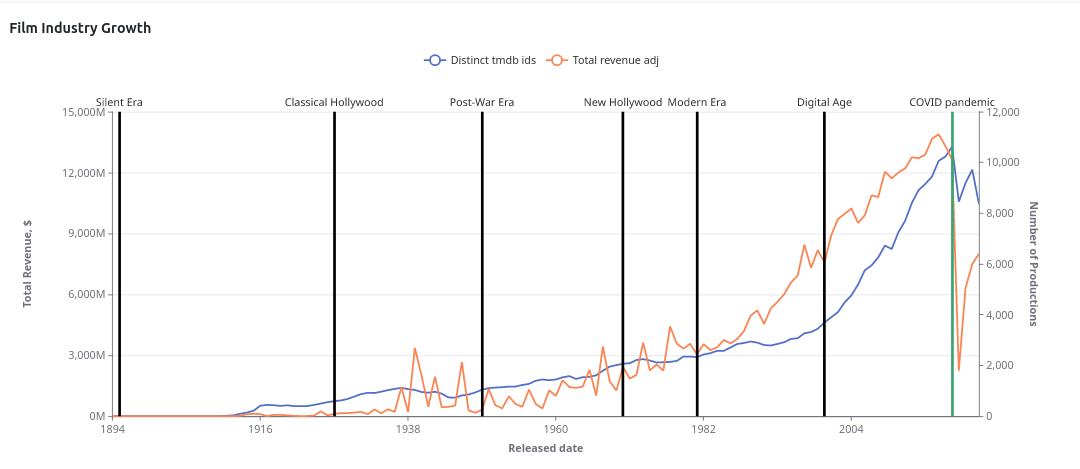 Film Industry Growth
Distinct tmdb ids Total revenue adj
Silent Era Classical Hollywood Post-War Era New Hollywood Modern Era Digital Age COVID pandemic
15,000M 12,000
12,000M 10,000
9,000M 8,000
6,000M 6,000
3,000M 4,000
0M 2,000
0
Total Revenue, $
Number of Productions
1894 1916 1938 1960 1982 2004
Released date